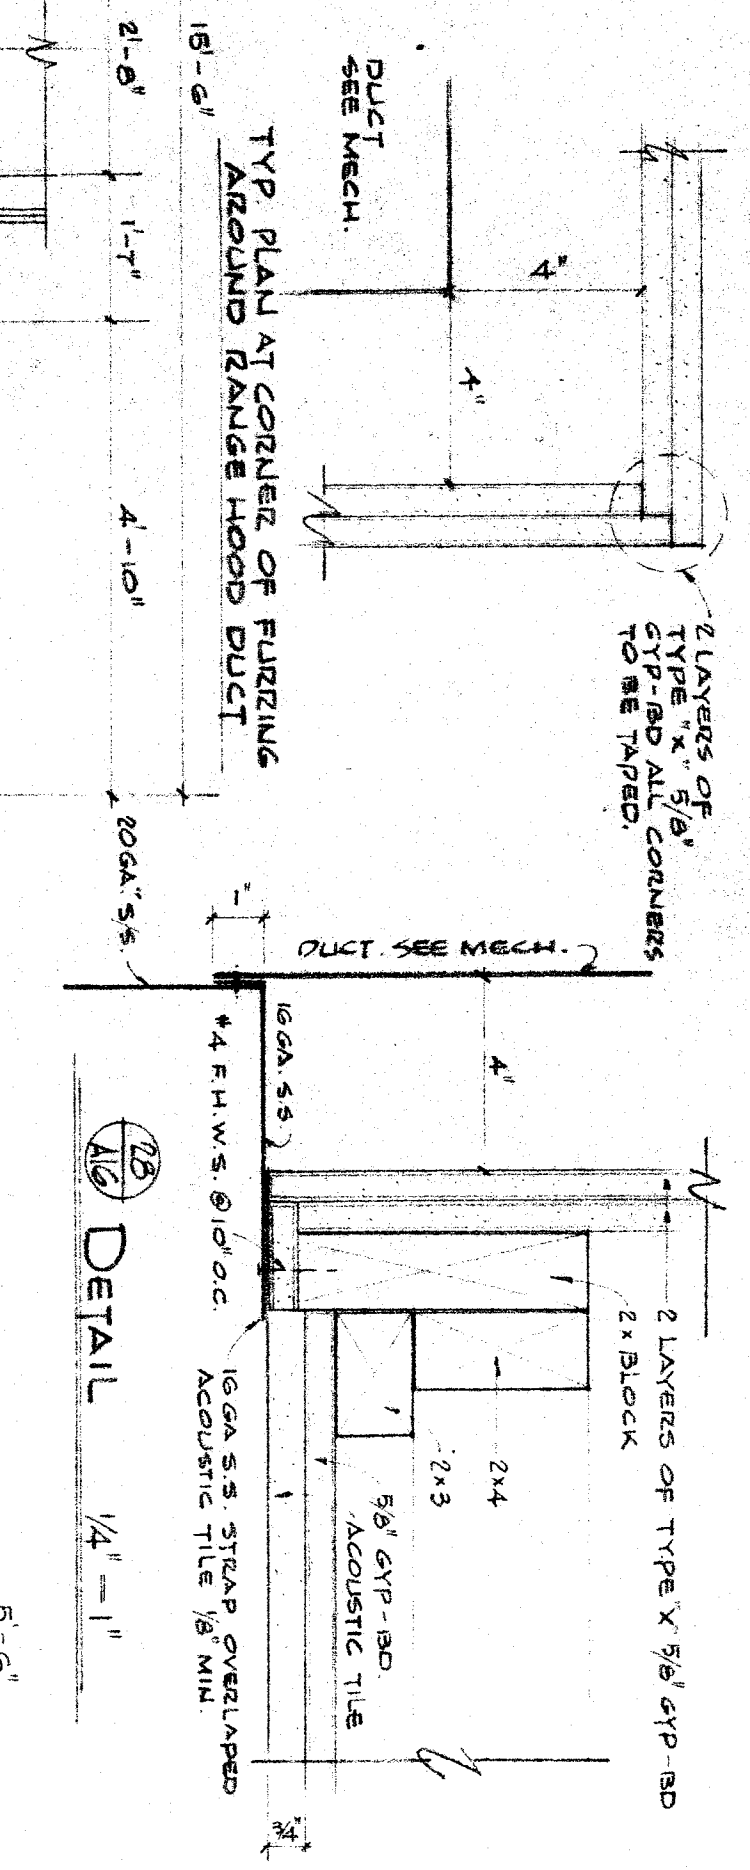 DUCT
SEE MECH.
4"
4"
2 LAYERS OF
TYPE "X" 5/8"
GYP-BD ALL CORNERS
TO BE TAPED.
TYP. PLAN AT CORNER OF FURRING
AROUND RANGE HOOD DUCT
15'-6"
2'-8"
1'-7"
4'-10"
2 LAYERS OF TYPE X 5/8" GYP-BD
2x BLOCK
4"
2x4
2x3
5/8" GYP-BD.
ACOUSTIC TILE
DUCT. SEE MECH.
16 GA. S.S.
1"
3/4"
#4 F.H.W.S. @ 10" O.C.
16 GA S.S. STRAP OVERLAPED
ACOUSTIC TILE 1/8" MIN.
20 GA. S/S.
28
A16
DETAIL 1/4" = 1"
5'-6"